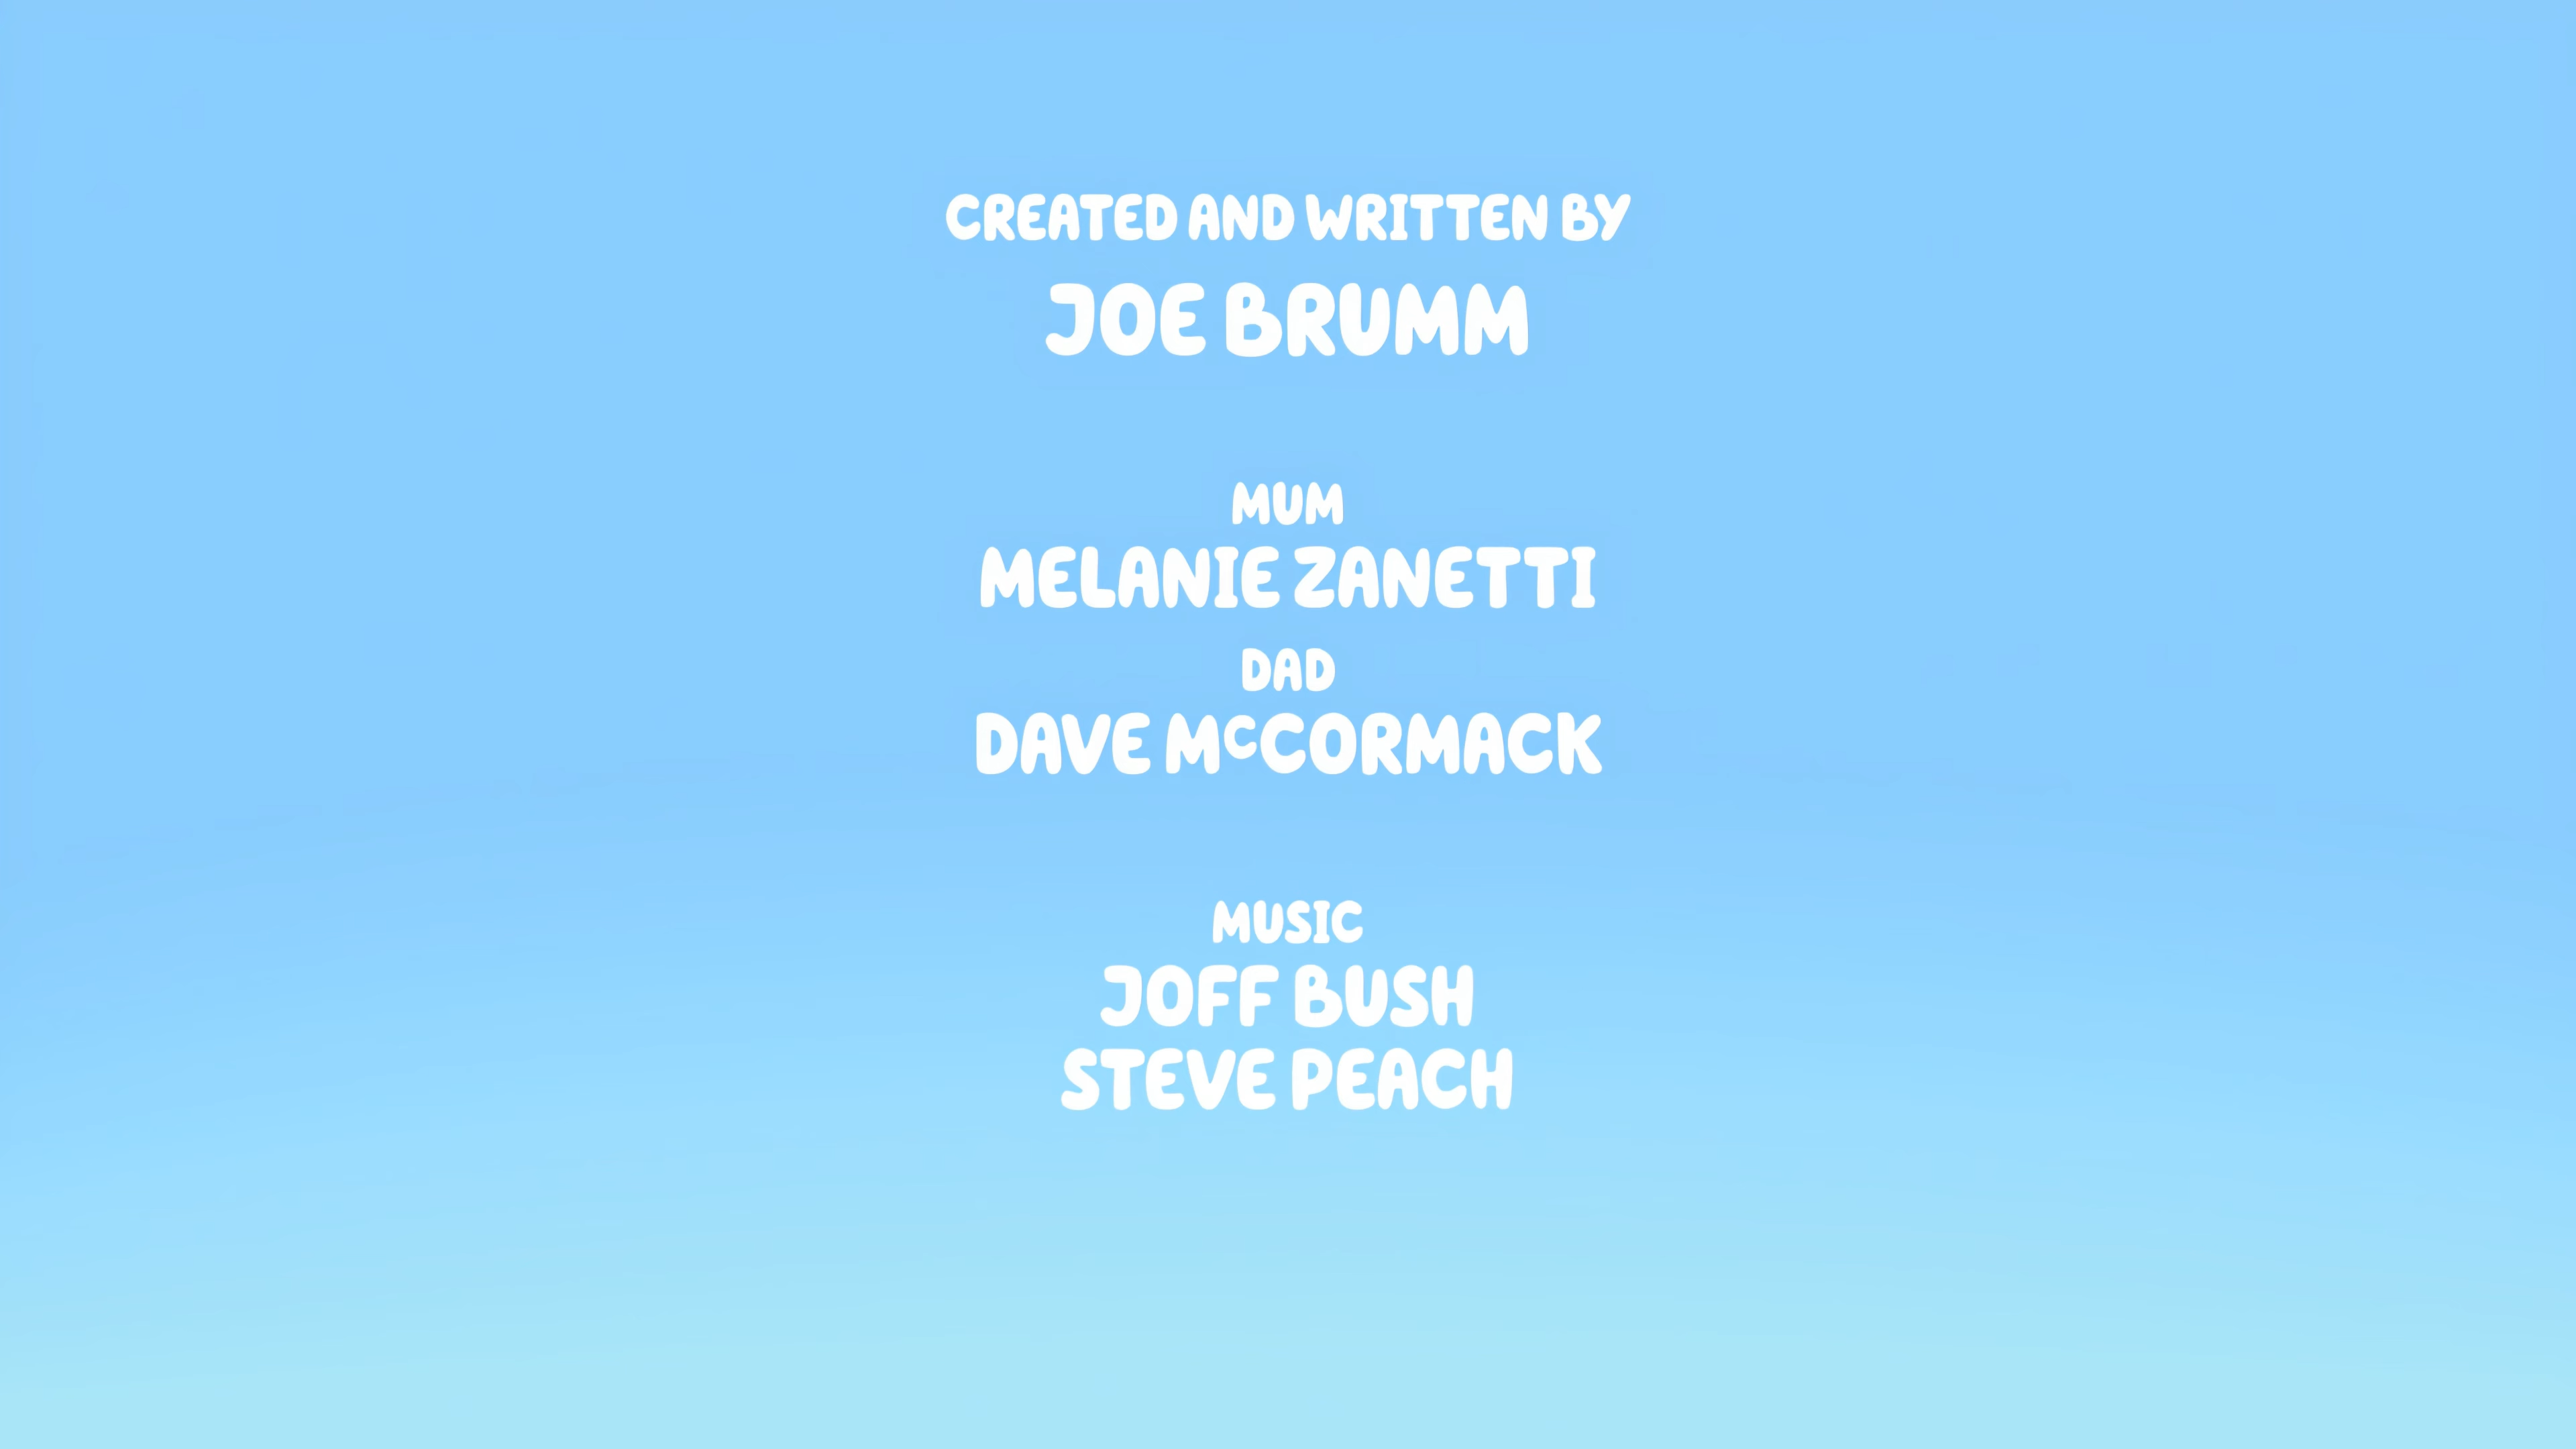 CREATED AND WRITTEN BY
JOE BRUMM
MUM
MELANIE ZANETTI
DAD
DAVE McCORMACK
MUSIC
JOFF BUSH
STEVE PEACH